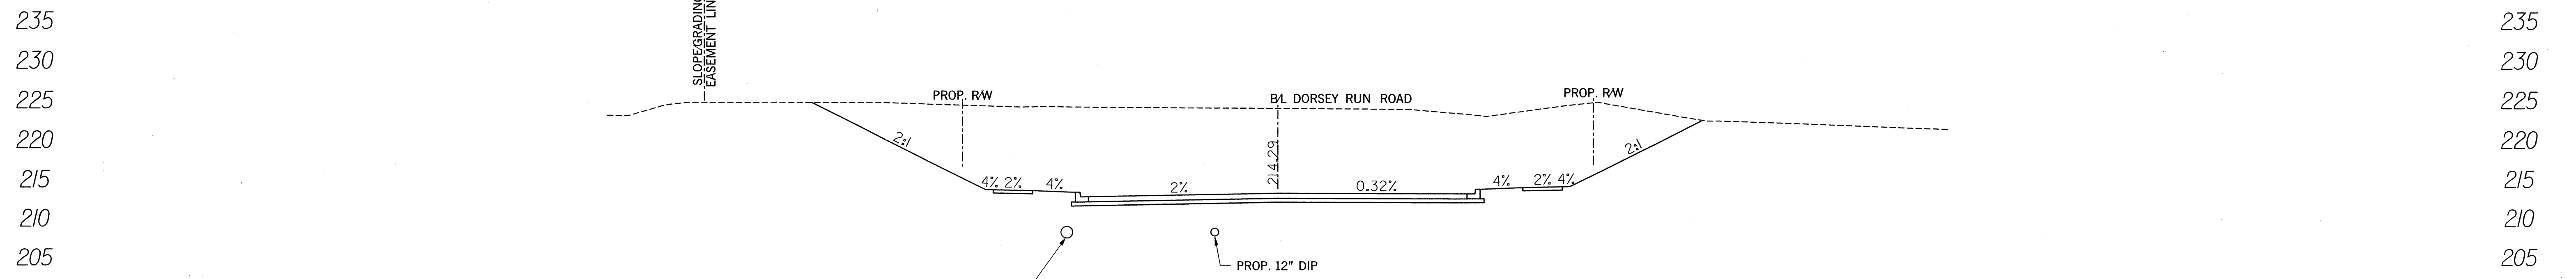 235
235
SLOPE/GRADING
EASEMENT LINE
230
230
225
PROP. R/W
B/L DORSEY RUN ROAD
PROP. R/W
225
220
2:1
214.29
2:1
220
215
4% 2% 4%
2%
0.32%
4% 2% 4%
215
210
210
205
PROP. 12" DIP
205